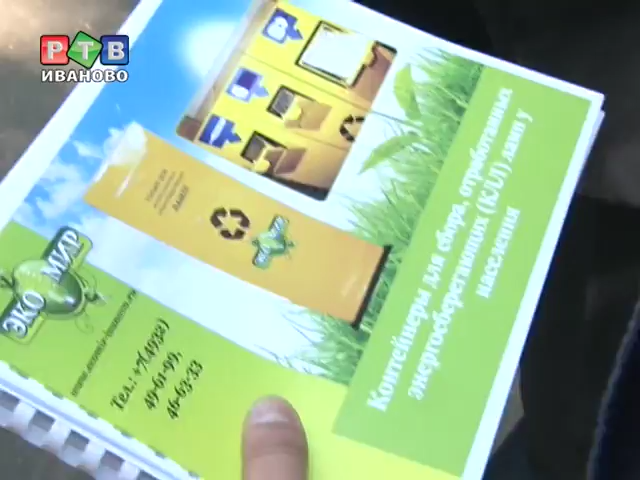 РТВ
ИВАНОВО
Контейнеры для сбора, отработанных
энергосберегающих (КЛЛ) ламп у
населения
ЭКО МИР
Тел.: +7(4932)
49-61-99,
46-63-33